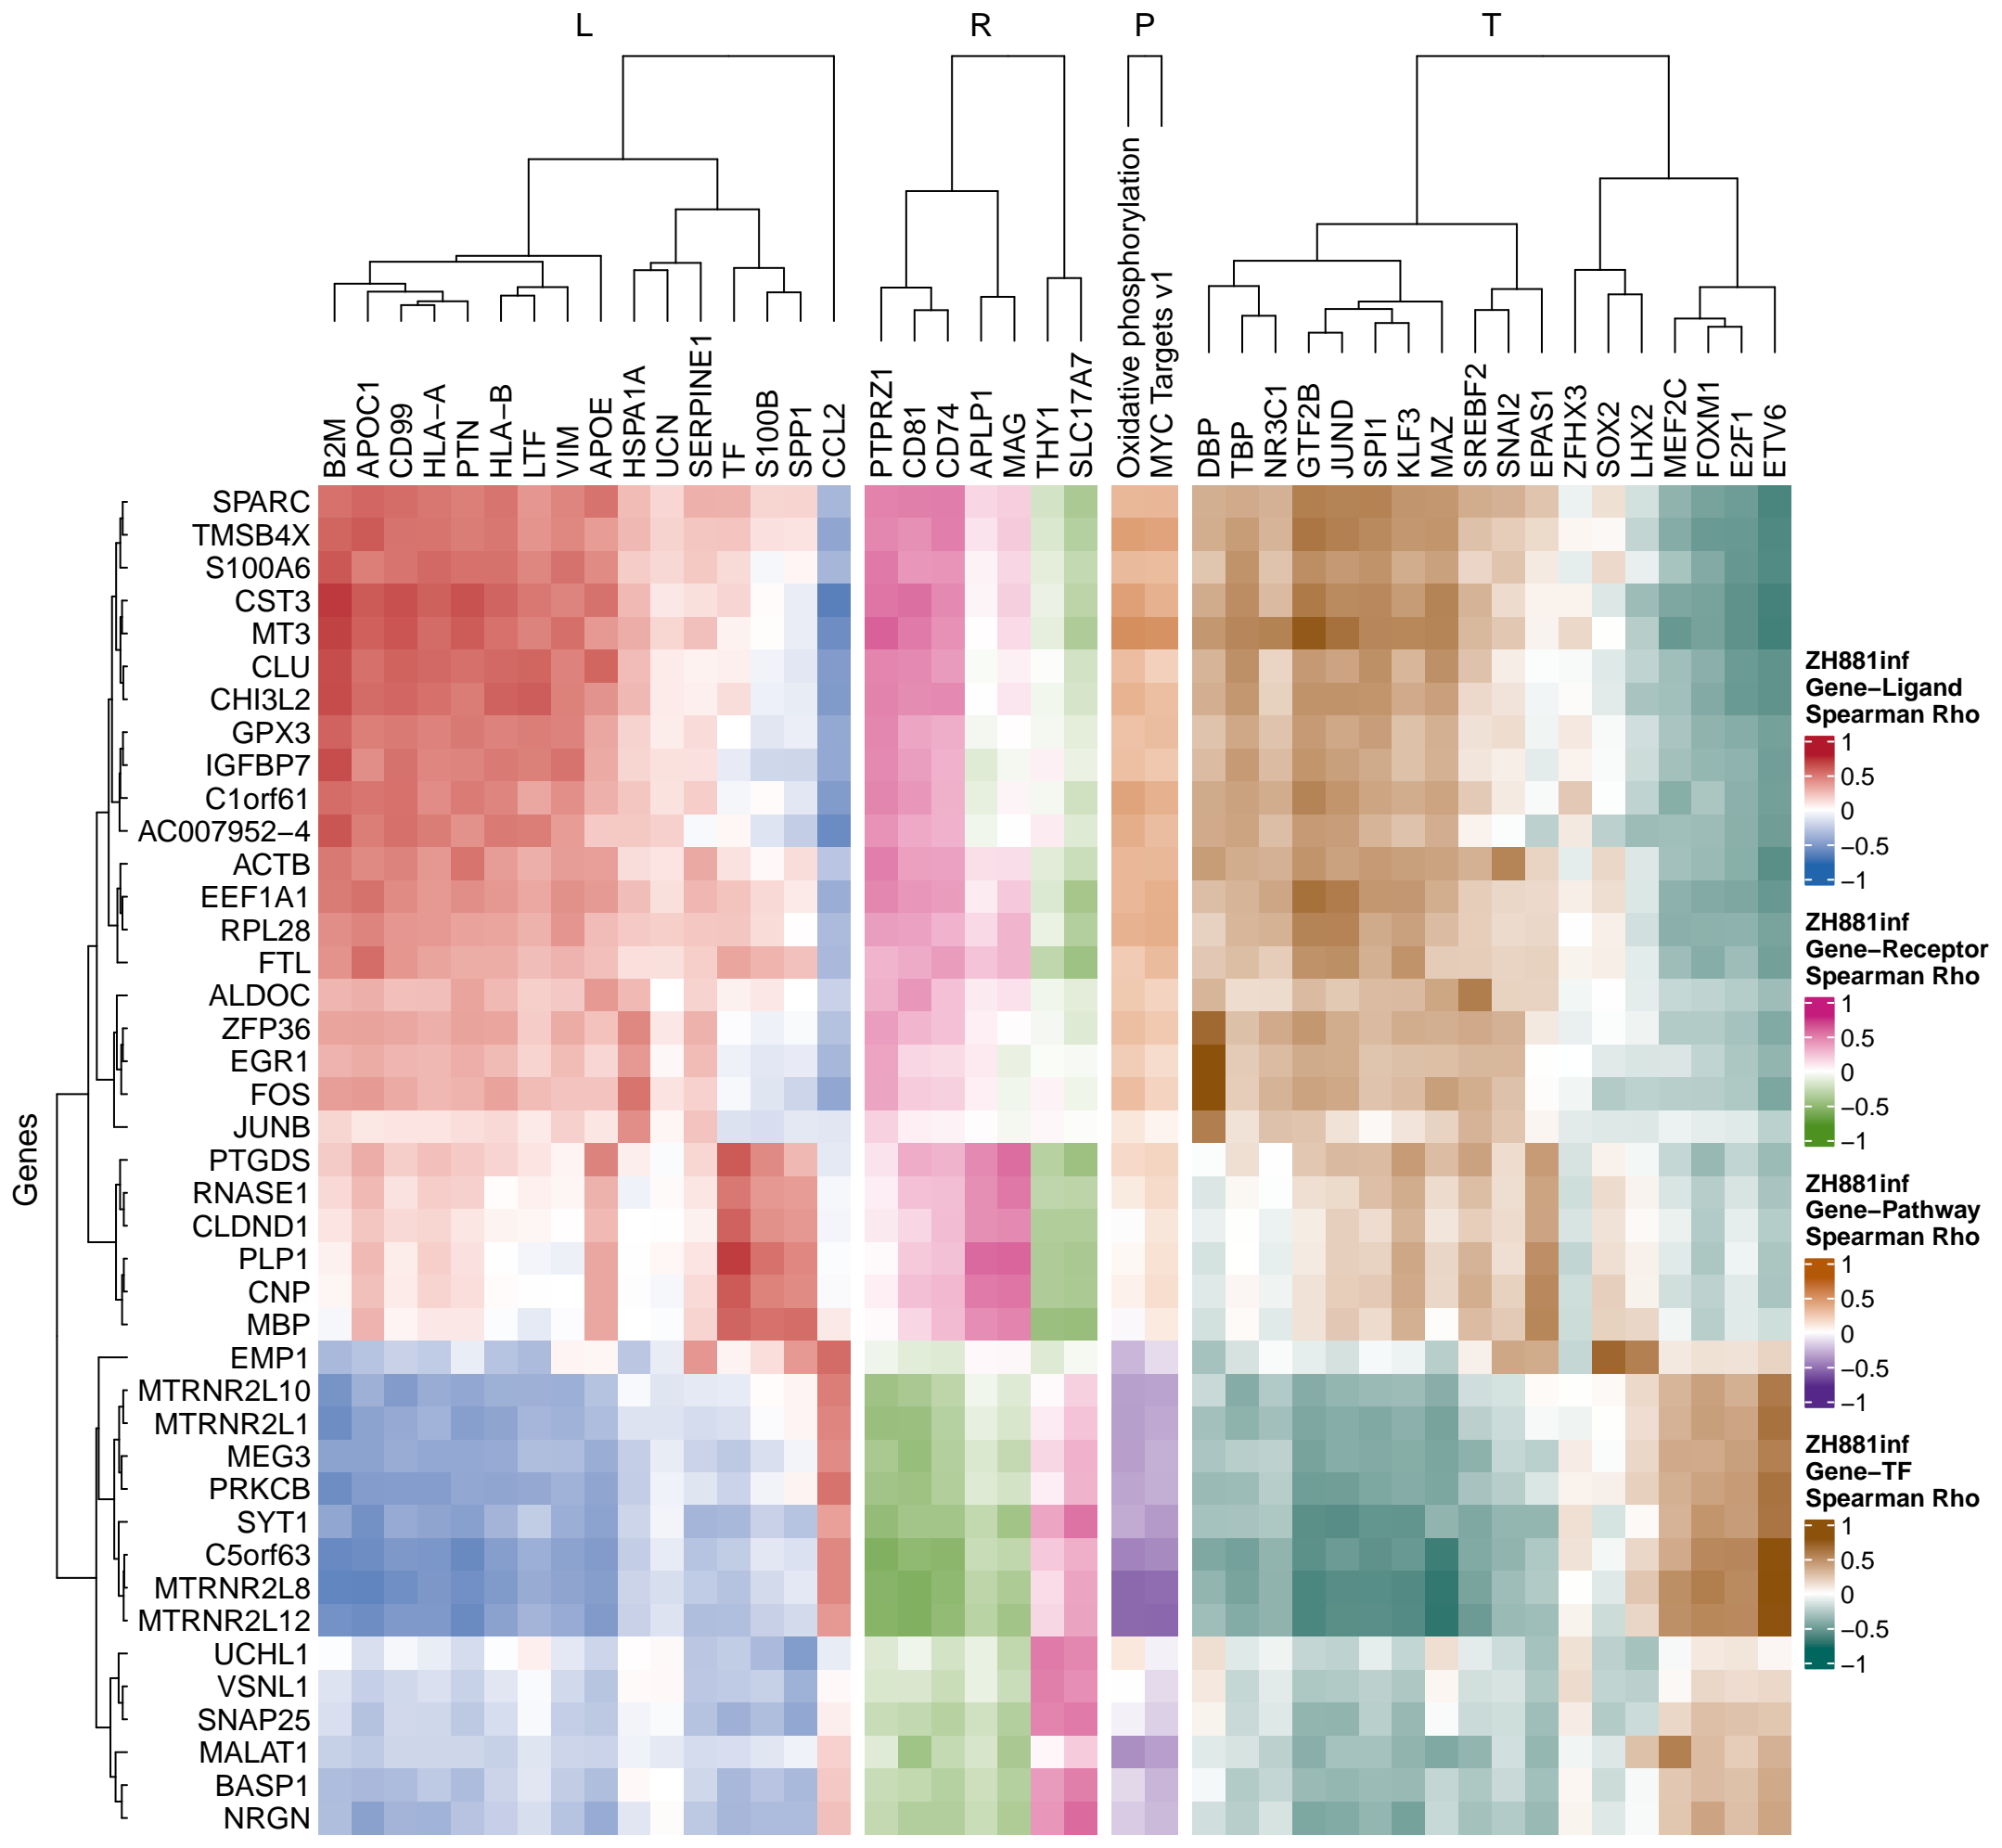 L R P T
B2M
APOC1
CD99
HLA−A
PTN
HLA−B
LTF
VIM
APOE
HSPA1A
UCN
SERPINE1
TF
S100B
SPP1
CCL2
PTPRZ1
CD81
CD74
APLP1
MAG
THY1
SLC17A7
Oxidative phosphorylation
MYC Targets v1
DBP
TBP
NR3C1
GTF2B
JUND
SPI1
KLF3
MAZ
SREBF2
SNAI2
EPAS1
ZFHX3
SOX2
LHX2
MEF2C
FOXM1
E2F1
ETV6
Genes
SPARC
TMSB4X
S100A6
CST3
MT3
CLU
CHI3L2
GPX3
IGFBP7
C1orf61
AC007952−4
ACTB
EEF1A1
RPL28
FTL
ALDOC
ZFP36
EGR1
FOS
JUNB
PTGDS
RNASE1
CLDND1
PLP1
CNP
MBP
EMP1
MTRNR2L10
MTRNR2L1
MEG3
PRKCB
SYT1
C5orf63
MTRNR2L8
MTRNR2L12
UCHL1
VSNL1
SNAP25
MALAT1
BASP1
NRGN
ZH881inf
Gene−Ligand
Spearman Rho
1
0.5
0
−0.5
−1
ZH881inf
Gene−Receptor
Spearman Rho
1
0.5
0
−0.5
−1
ZH881inf
Gene−Pathway
Spearman Rho
1
0.5
0
−0.5
−1
ZH881inf
Gene−TF
Spearman Rho
1
0.5
0
−0.5
−1